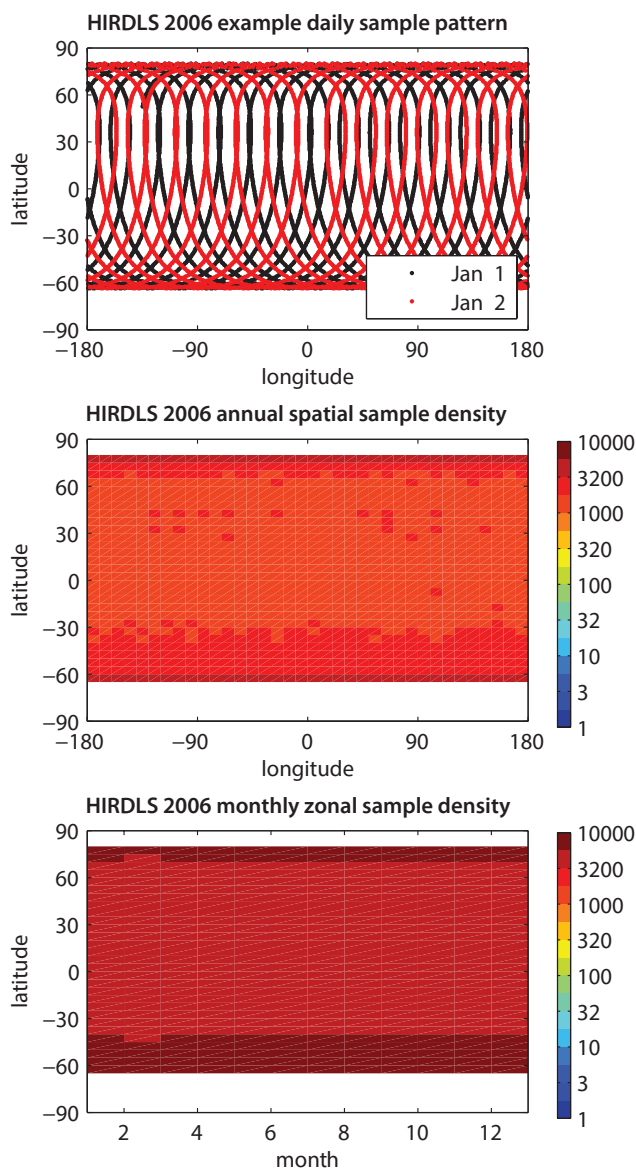 HIRDLS 2006 example daily sample pattern
90
60
30
0
−30
−60
−90
latitude
Jan 1
Jan 2
−180 −90 0 90 180
longitude
HIRDLS 2006 annual spatial sample density
90
60
30
0
−30
−60
−90
latitude
−180 −90 0 90 180
longitude
10000
3200
1000
320
100
32
10
3
1
HIRDLS 2006 monthly zonal sample density
90
60
30
0
−30
−60
−90
latitude
2 4 6 8 10 12
month
10000
3200
1000
320
100
32
10
3
1